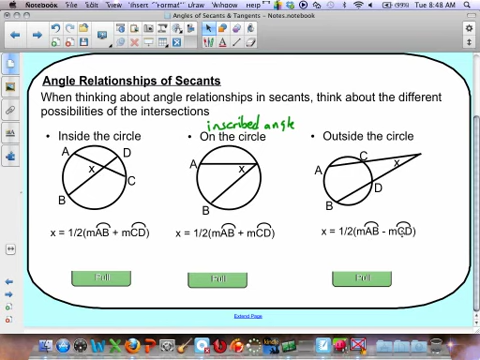 Notebook File Edit View Insert Format Draw Window Help
Tue 8:48 AM
Angles of Secants & Tangents - Notes.notebook
Angle Relationships of Secants
When thinking about angle relationships in secants, think about the different
possibilities of the intersections
inscribed angle
• Inside the circle • On the circle • Outside the circle
A D x C B
A x B
A C x D B
x = 1/2(mAB + mCD) x = 1/2(mAB + mCD) x = 1/2(mAB - mCD)
Pull Pull Pull
Extend Page